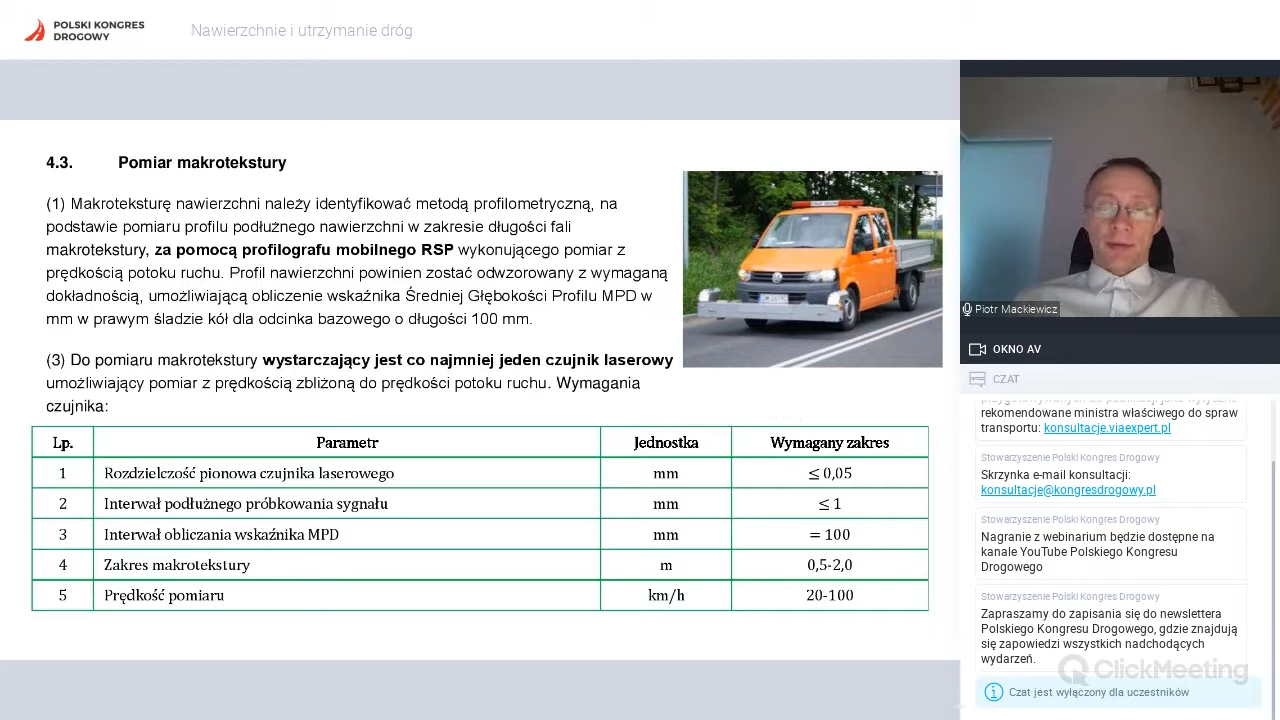 POLSKI KONGRES
DROGOWY
Nawierzchnie i utrzymanie dróg
4.3. Pomiar makrotekstury
(1) Makroteksturę nawierzchni należy identyfikować metodą profilometryczną, na
podstawie pomiaru profilu podłużnego nawierzchni w zakresie długości fali
makrotekstury, za pomocą profilografu mobilnego RSP wykonującego pomiar z
prędkością potoku ruchu. Profil nawierzchni powinien zostać odwzorowany z wymaganą
dokładnością, umożliwiającą obliczenie wskaźnika Średniej Głębokości Profilu MPD w
mm w prawym śladzie kół dla odcinka bazowego o długości 100 mm.
(3) Do pomiaru makrotekstury wystarczający jest co najmniej jeden czujnik laserowy
umożliwiający pomiar z prędkością zbliżoną do prędkości potoku ruchu. Wymagania
czujnika:
Lp. Parametr Jednostka Wymagany zakres
1 Rozdzielczość pionowa czujnika laserowego mm ≤ 0,05
2 Interwał podłużnego próbkowania sygnału mm ≤ 1
3 Interwał obliczania wskaźnika MPD mm = 100
4 Zakres makrotekstury m 0,5-2,0
5 Prędkość pomiaru km/h 20-100
Piotr Mackiewicz
OKNO AV
CZAT
rekomendowane ministra właściwego do spraw
transportu: konsultacje.viaexpert.pl
Stowarzyszenie Polski Kongres Drogowy
Skrzynka e-mail konsultacji:
konsultacje@kongresdrogowy.pl
Stowarzyszenie Polski Kongres Drogowy
Nagranie z webinarium będzie dostępne na
kanale YouTube Polskiego Kongresu
Drogowego
Stowarzyszenie Polski Kongres Drogowy
Zapraszamy do zapisania się do newslettera
Polskiego Kongresu Drogowego, gdzie znajdują
się zapowiedzi wszystkich nadchodzących
wydarzeń.
ClickMeeting
Czat jest wyłączony dla uczestników